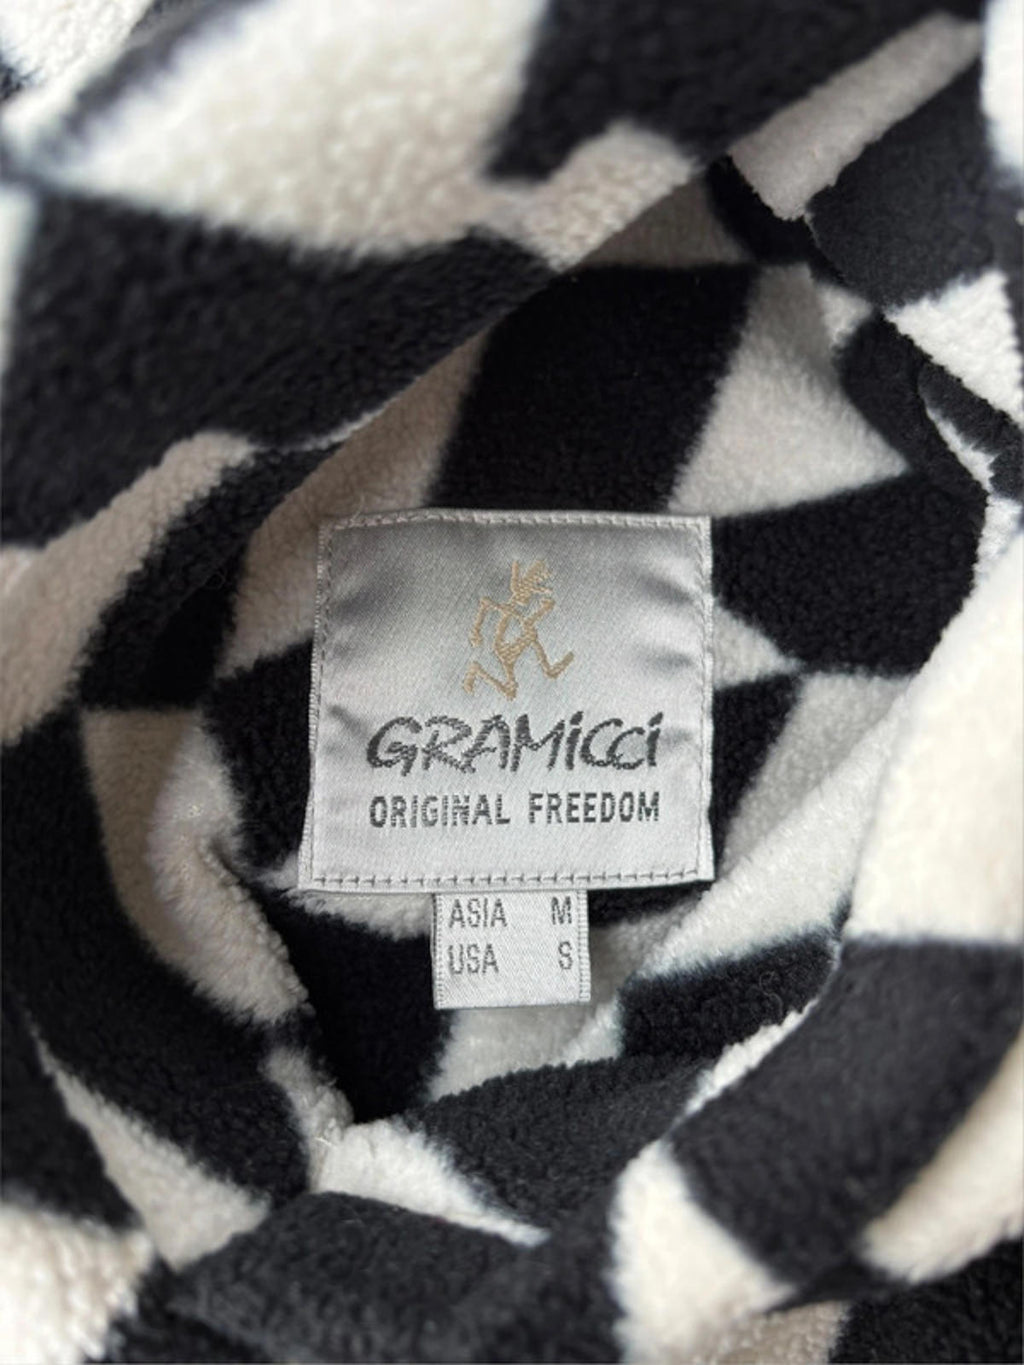 GRAMiCCi
ORIGINAL FREEDOM
ASIA M
USA S